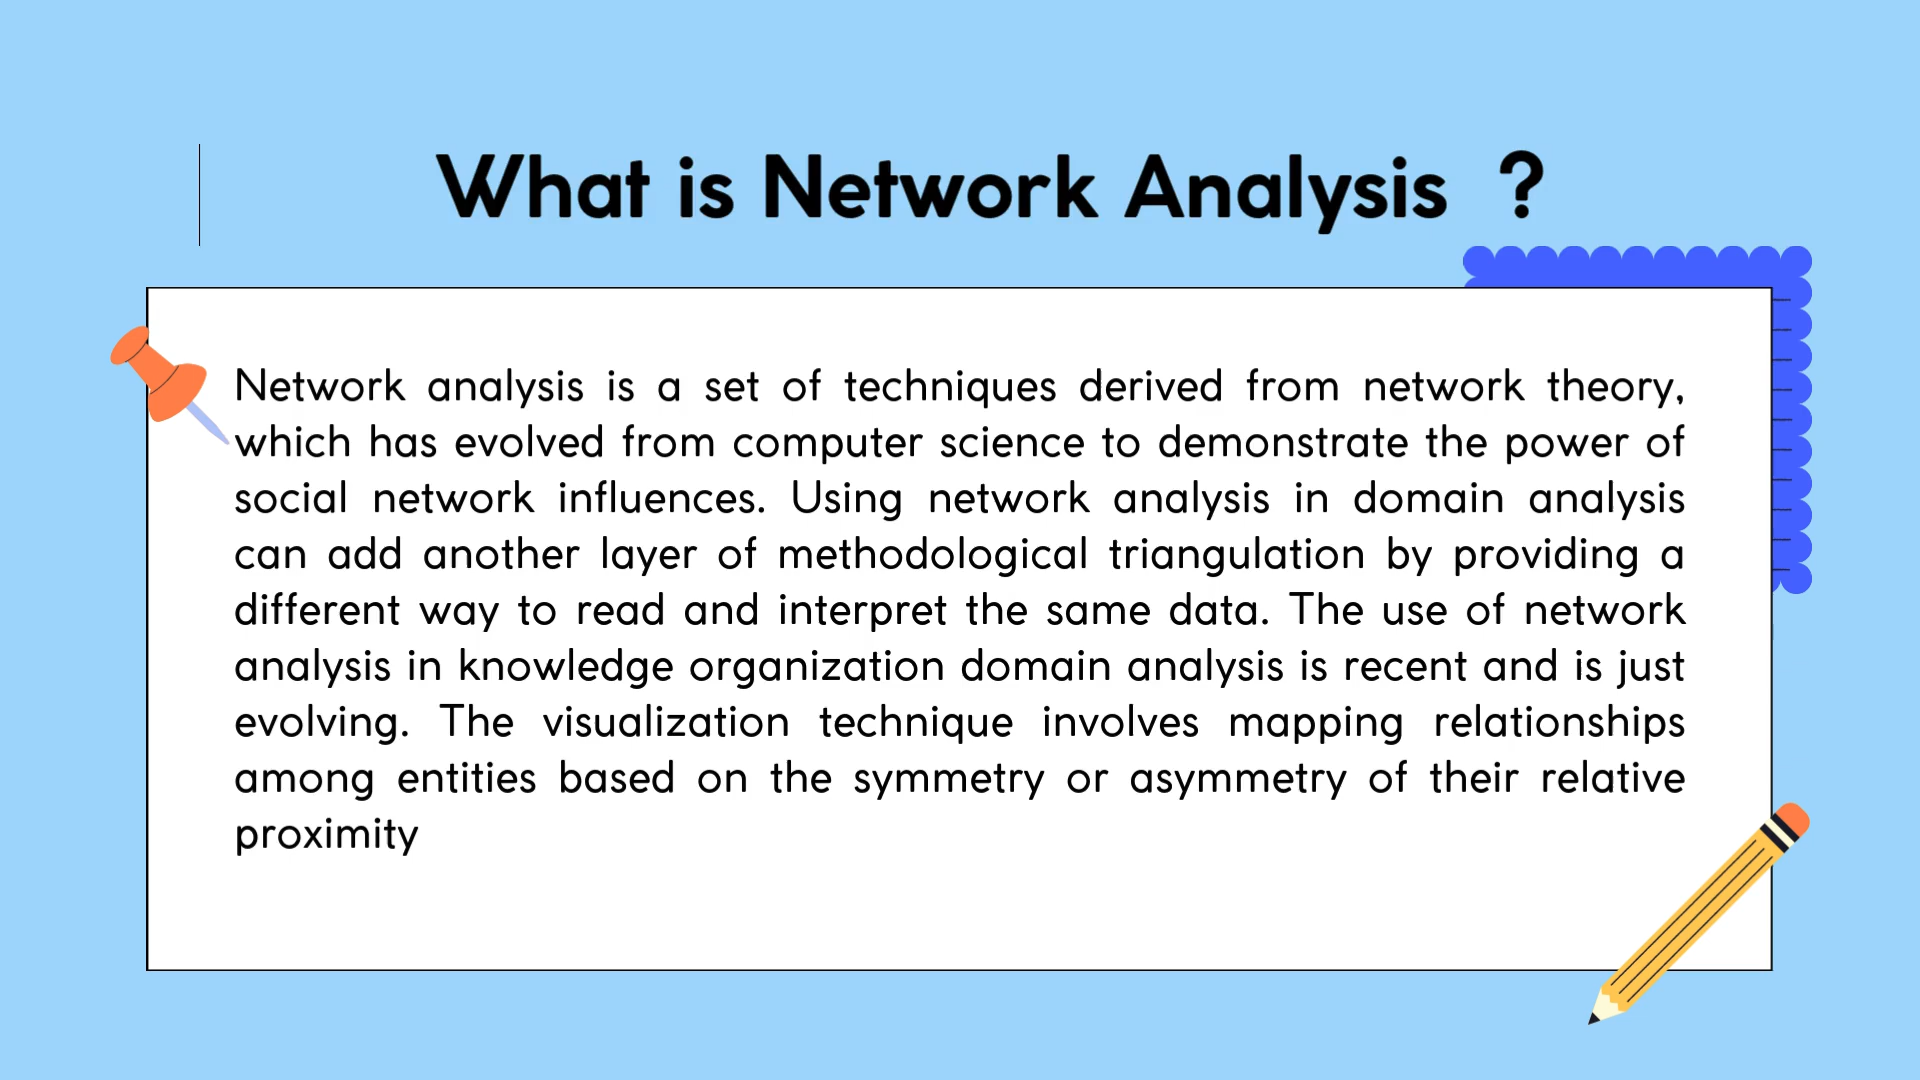 What is Network Analysis ?
Network analysis is a set of techniques derived from network theory,
which has evolved from computer science to demonstrate the power of
social network influences. Using network analysis in domain analysis
can add another layer of methodological triangulation by providing a
different way to read and interpret the same data. The use of network
analysis in knowledge organization domain analysis is recent and is just
evolving. The visualization technique involves mapping relationships
among entities based on the symmetry or asymmetry of their relative
proximity